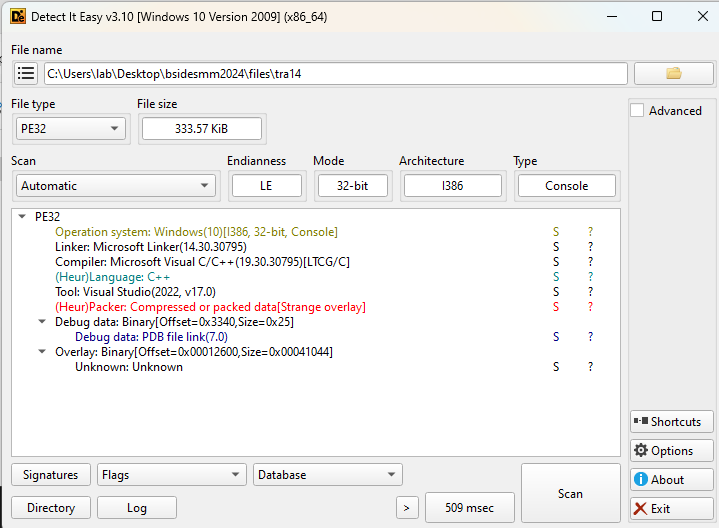 Detect It Easy v3.10 [Windows 10 Version 2009] (x86_64)
File name
C:\Users\lab\Desktop\bsidesmm2024\files\tra14
File type File size
PE32 333.57 KiB
Advanced
Scan Endianness Mode Architecture Type
Automatic LE 32-bit I386 Console
PE32
Operation system: Windows(10)[I386, 32-bit, Console] S ?
Linker: Microsoft Linker(14.30.30795) S ?
Compiler: Microsoft Visual C/C++(19.30.30795)[LTCG/C] S ?
(Heur)Language: C++ S ?
Tool: Visual Studio(2022, v17.0) S ?
(Heur)Packer: Compressed or packed data[Strange overlay] S ?
Debug data: Binary[Offset=0x3340,Size=0x25]
Debug data: PDB file link(7.0) S ?
Overlay: Binary[Offset=0x00012600,Size=0x00041044]
Unknown: Unknown S ?
Shortcuts
Options
About
Exit
Signatures Flags Database
Directory Log > 509 msec Scan